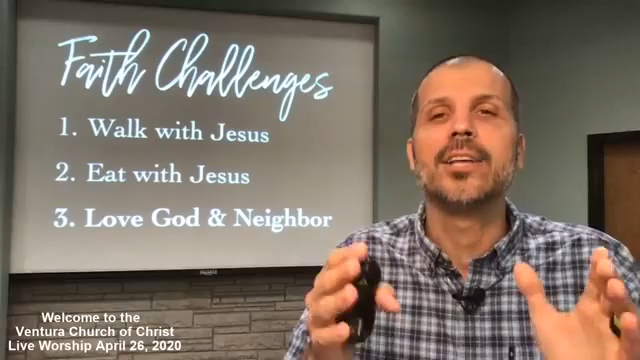 Faith Challenges
1. Walk with Jesus
2. Eat with Jesus
3. Love God & Neighbor
Welcome to the
Ventura Church of Christ
Live Worship April 26, 2020